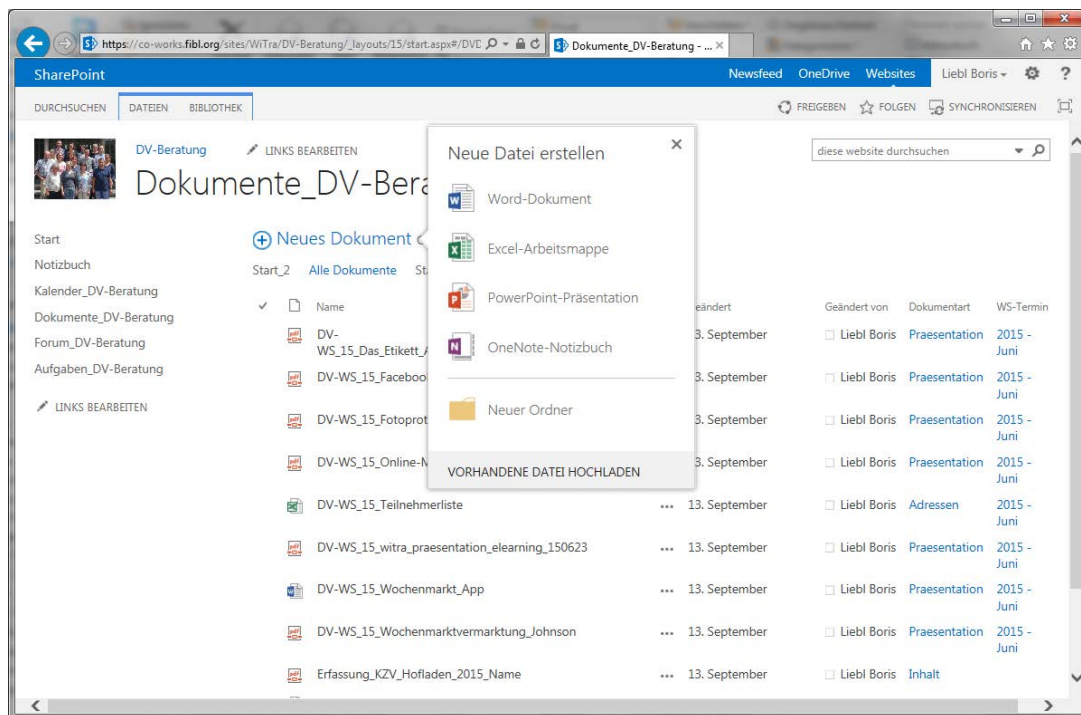 https://co-works.fibl.org/sites/WiTra/DV-Beratung/_layouts/15/start.aspx#/DVD
Dokumente_DV-Beratung - ...
SharePoint
Newsfeed OneDrive Websites Liebl Boris
DURCHSUCHEN DATEIEN BIBLIOTHEK
FREIGEBEN FOLGEN SYNCHRONISIEREN
DV-Beratung LINKS BEARBEITEN
Dokumente_DV-Bera
diese website durchsuchen
Start
Notizbuch
Kalender_DV-Beratung
Dokumente_DV-Beratung
Forum_DV-Beratung
Aufgaben_DV-Beratung
LINKS BEARBEITEN
Neue Datei erstellen
Word-Dokument
Excel-Arbeitsmappe
PowerPoint-Präsentation
OneNote-Notizbuch
Neuer Ordner
VORHANDENE DATEI HOCHLADEN
Neues Dokument
Start_2 Alle Dokumente
Name eändert Geändert von Dokumentart WS-Termin
DV-
WS_15_Das_Etikett_A 3. September Liebl Boris Praesentation 2015 -
Juni
DV-WS_15_Faceboo 3. September Liebl Boris Praesentation 2015 -
Juni
DV-WS_15_Fotoprot 3. September Liebl Boris Praesentation 2015 -
Juni
DV-WS_15_Online-M 3. September Liebl Boris Praesentation 2015 -
Juni
DV-WS_15_Teilnehmerliste ... 13. September Liebl Boris Adressen 2015 -
Juni
DV-WS_15_witra_praesentation_elearning_150623 ... 13. September Liebl Boris Praesentation 2015 -
Juni
DV-WS_15_Wochenmarkt_App ... 13. September Liebl Boris Praesentation 2015 -
Juni
DV-WS_15_Wochenmarktvermarktung_Johnson ... 13. September Liebl Boris Praesentation 2015 -
Juni
Erfassung_KZV_Hofladen_2015_Name ... 13. September Liebl Boris Inhalt